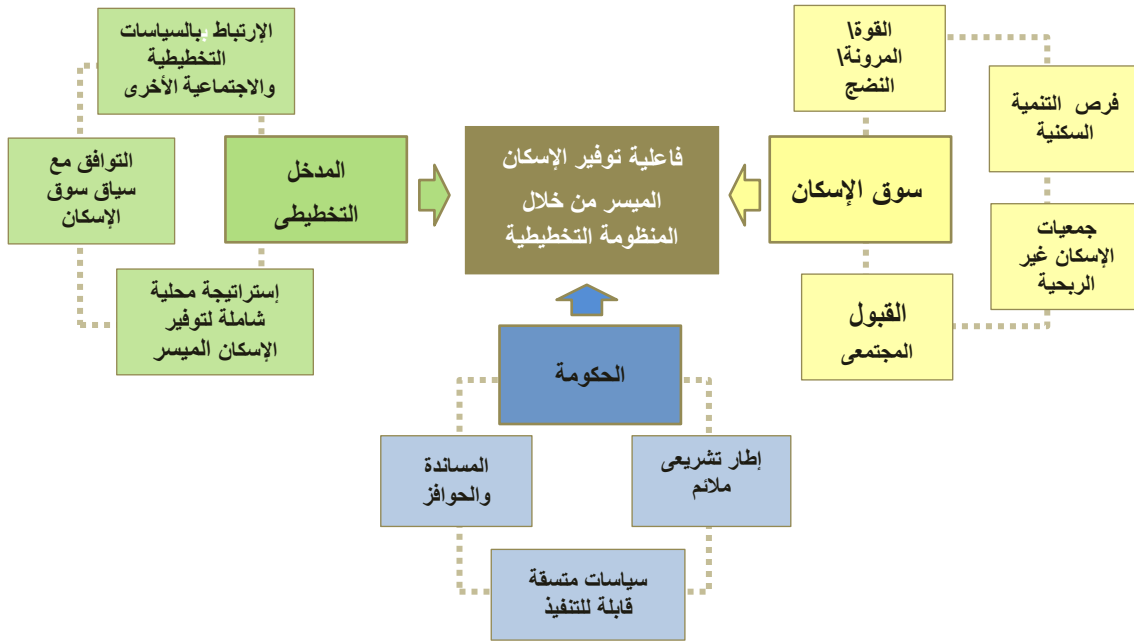 القوة\
المرونة\
النضج
فرص التنمية
السكنية
سوق الإسكان
جمعيات
الإسكان غير
الربحية
القبول
المجتمعى
فاعلية توفير الإسكان
الميسر من خلال
المنظومة التخطيطية
الإرتباط بالسياسات
التخطيطية
والاجتماعية الأخرى
المدخل
التخطيطى
التوافق مع
سياق سوق
الإسكان
إستراتيجة محلية
شاملة لتوفير
الإسكان الميسر
الحكومة
إطار تشريعى
ملائم
المساندة
والحوافز
سياسات متسقة
قابلة للتنفيذ